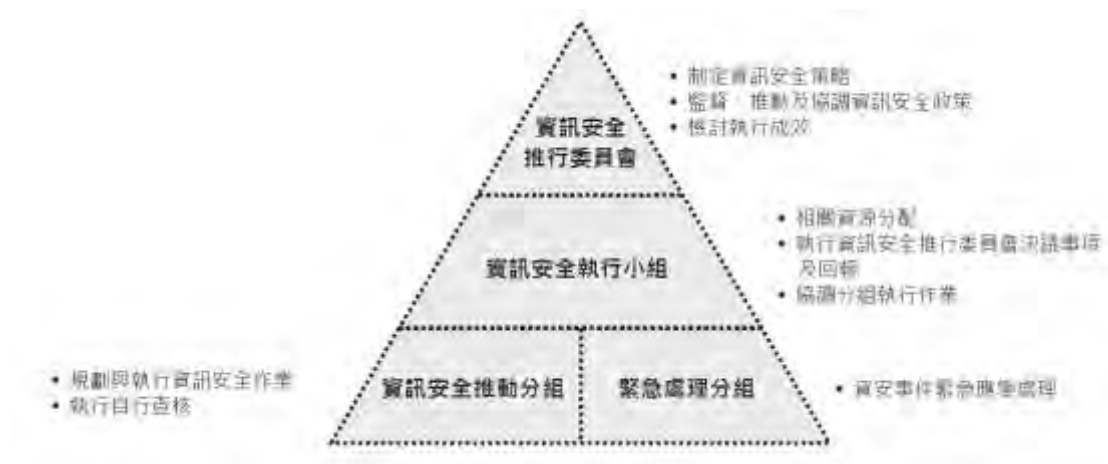 • 制定資訊安全策略
• 監督、推動及協調資訊安全政策
• 檢討執行成效
資訊安全
推行委員會
• 相關資源分配
• 執行資訊安全推行委員會決議事項
及回報
• 協調分組執行作業
資訊安全執行小組
• 規劃與執行資訊安全作業
• 執行自行查核
資訊安全推動分組
緊急處理分組
• 資安事件緊急應變處理